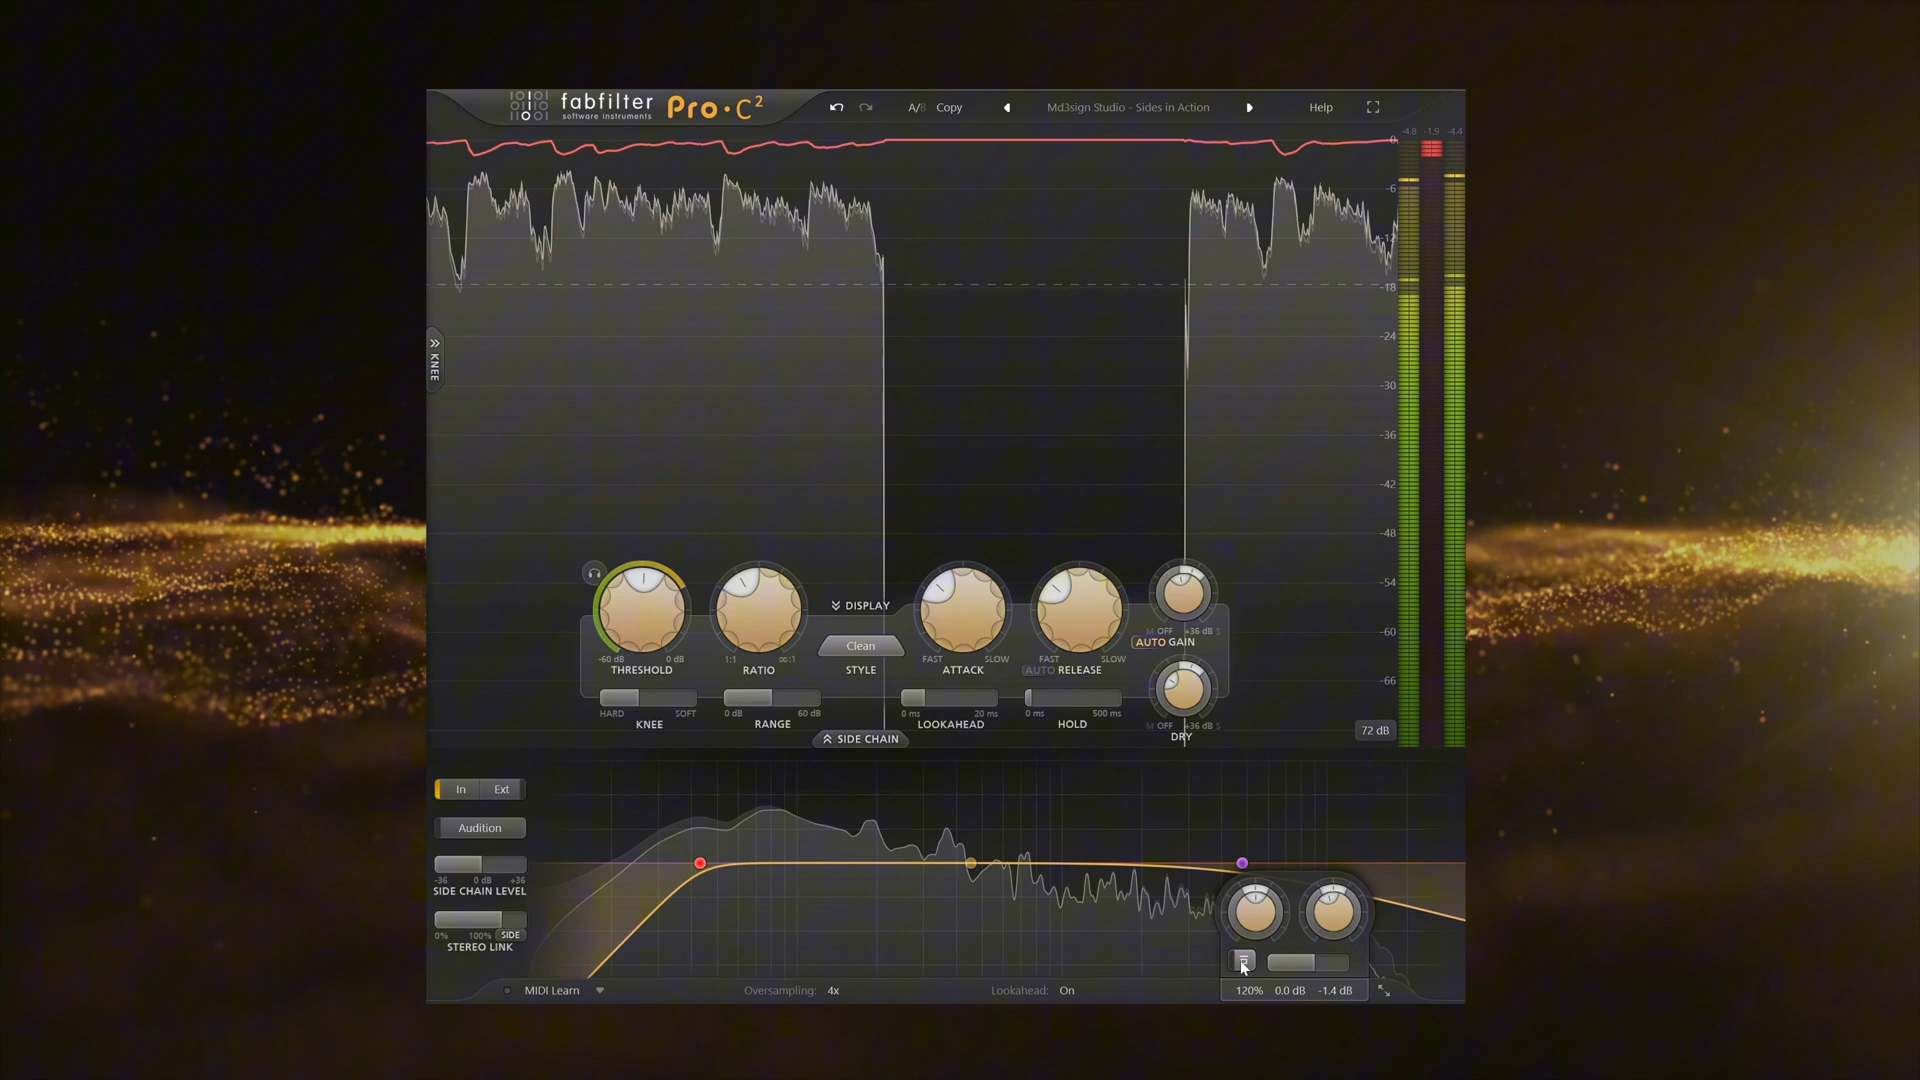 fabfilter Pro·C²
software instruments
A/B Copy
Md3sign Studio - Sides in Action
Help
-4.8 -1.9 -4.4
0
-6
-12
-18
-24
-30
-36
-42
-48
-54
-60
-66
72 dB
KNEE
-60 dB 0 dB
THRESHOLD
1:1 ∞:1
RATIO
DISPLAY
Clean
STYLE
FAST SLOW
ATTACK
FAST SLOW
AUTO RELEASE
M OFF +36 dB S
AUTO GAIN
HARD SOFT
KNEE
0 dB 60 dB
RANGE
0 ms 20 ms
LOOKAHEAD
0 ms 500 ms
HOLD
M OFF +36 dB S
DRY
SIDE CHAIN
In Ext
Audition
-36 0 dB +36
SIDE CHAIN LEVEL
0% 100% SIDE
STEREO LINK
MIDI Learn
Oversampling: 4x
Lookahead: On
120% 0.0 dB -1.4 dB